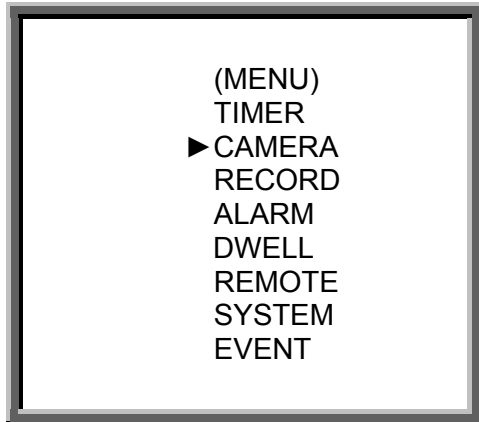 (MENU)
TIMER
►CAMERA
RECORD
ALARM
DWELL
REMOTE
SYSTEM
EVENT